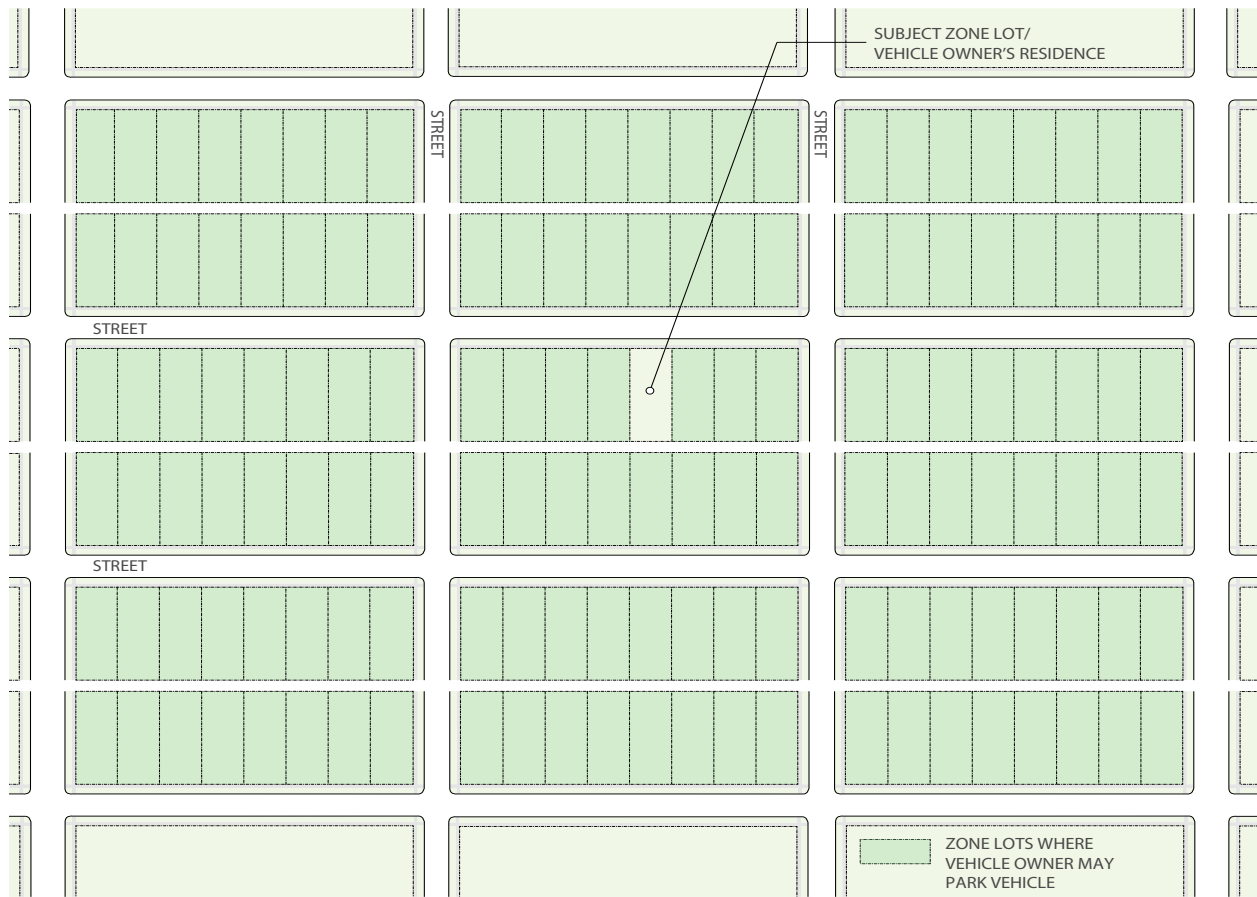 SUBJECT ZONE LOT/
VEHICLE OWNER'S RESIDENCE
STREET
STREET
STREET
STREET
ZONE LOTS WHERE
VEHICLE OWNER MAY
PARK VEHICLE